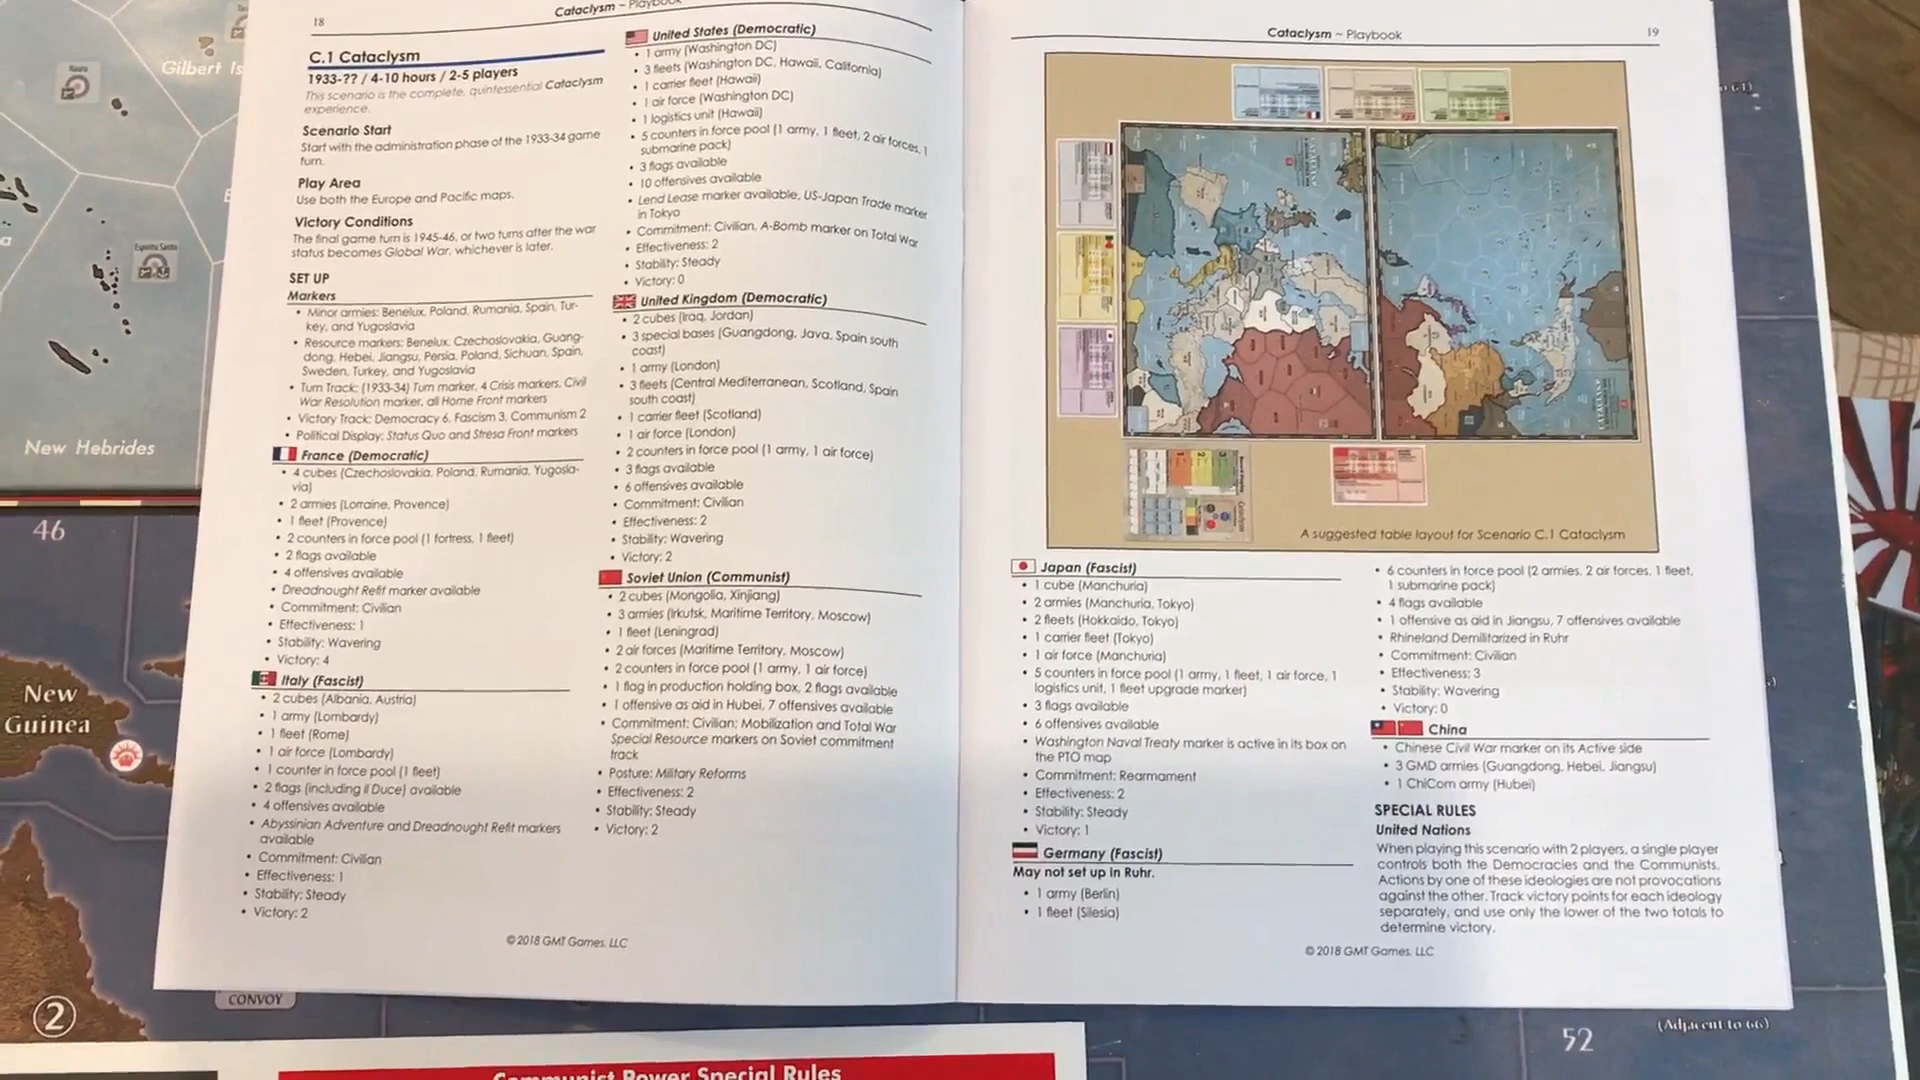 18
Cataclysm ~ Playbook
C.1 Cataclysm
1933-?? / 4-10 hours / 2-5 players
This scenario is the complete, quintessential Cataclysm
experience.
Scenario Start
Start with the administration phase of the 1933-34 game
turn.
Play Area
Use both the Europe and Pacific maps.
Victory Conditions
The final game turn is 1945-46, or two turns after the war
status becomes Global War, whichever is later.
SET UP
Markers
• Minor armies: Benelux, Poland, Rumania, Spain, Tur-
key, and Yugoslavia
• Resource markers: Benelux, Czechoslovakia, Guang-
dong, Hebei, Jiangsu, Persia, Poland, Sichuan, Spain,
Sweden, Turkey, and Yugoslavia
• Turn Track: (1933-34) Turn marker, 4 Crisis markers, Civil
War Resolution marker, all Home Front markers
• Victory Track: Democracy 6, Fascism 3, Communism 2
• Political Display: Status Quo and Stresa Front markers
France (Democratic)
• 4 cubes (Czechoslovakia, Poland, Rumania, Yugosla-
via)
• 2 armies (Lorraine, Provence)
• 1 fleet (Provence)
• 2 counters in force pool (1 fortress, 1 fleet)
• 2 flags available
• 4 offensives available
• Dreadnought Refit marker available
• Commitment: Civilian
• Effectiveness: 1
• Stability: Wavering
• Victory: 4
Italy (Fascist)
• 2 cubes (Albania, Austria)
• 1 army (Lombardy)
• 1 fleet (Rome)
• 1 air force (Lombardy)
• 1 counter in force pool (1 fleet)
• 2 flags (including Il Duce) available
• 4 offensives available
• Abyssinian Adventure and Dreadnought Refit markers
available
• Commitment: Civilian
• Effectiveness: 1
• Stability: Steady
• Victory: 2
United States (Democratic)
• 1 army (Washington DC)
• 3 fleets (Washington DC, Hawaii, California)
• 1 carrier fleet (Hawaii)
• 1 air force (Washington DC)
• 1 logistics unit (Hawaii)
• 5 counters in force pool (1 army, 1 fleet, 2 air forces, 1
submarine pack)
• 3 flags available
• 10 offensives available
• Lend Lease marker available, US-Japan Trade marker
in Tokyo
• Commitment: Civilian, A-Bomb marker on Total War
• Effectiveness: 2
• Stability: Steady
• Victory: 0
United Kingdom (Democratic)
• 2 cubes (Iraq, Jordan)
• 3 special bases (Guangdong, Java, Spain south
coast)
• 1 army (London)
• 3 fleets (Central Mediterranean, Scotland, Spain
south coast)
• 1 carrier fleet (Scotland)
• 1 air force (London)
• 2 counters in force pool (1 army, 1 air force)
• 3 flags available
• 6 offensives available
• Commitment: Civilian
• Effectiveness: 2
• Stability: Wavering
• Victory: 2
Soviet Union (Communist)
• 2 cubes (Mongolia, Xinjiang)
• 3 armies (Irkutsk, Maritime Territory, Moscow)
• 1 fleet (Leningrad)
• 2 air forces (Maritime Territory, Moscow)
• 2 counters in force pool (1 army, 1 air force)
• 1 flag in production holding box, 2 flags available
• 1 offensive as aid in Hubei, 7 offensives available
• Commitment: Civilian; Mobilization and Total War
Special Resource markers on Soviet commitment
track
• Posture: Military Reforms
• Effectiveness: 2
• Stability: Steady
• Victory: 2
© 2018 GMT Games, LLC
Cataclysm ~ Playbook
19
A suggested table layout for Scenario C.1 Cataclysm
Japan (Fascist)
• 1 cube (Manchuria)
• 2 armies (Manchuria, Tokyo)
• 2 fleets (Hokkaido, Tokyo)
• 1 carrier fleet (Tokyo)
• 1 air force (Manchuria)
• 5 counters in force pool (1 army, 1 fleet, 1 air force, 1
logistics unit, 1 fleet upgrade marker)
• 3 flags available
• 6 offensives available
• Washington Naval Treaty marker is active in its box on
the PTO map
• Commitment: Rearmament
• Effectiveness: 2
• Stability: Steady
• Victory: 1
Germany (Fascist)
May not set up in Ruhr.
• 1 army (Berlin)
• 1 fleet (Silesia)
• 6 counters in force pool (2 armies, 2 air forces, 1 fleet,
1 submarine pack)
• 4 flags available
• 1 offensive as aid in Jiangsu, 7 offensives available
• Rhineland Demilitarized in Ruhr
• Commitment: Civilian
• Effectiveness: 3
• Stability: Wavering
• Victory: 0
China
• Chinese Civil War marker on its Active side
• 3 GMD armies (Guangdong, Hebei, Jiangsu)
• 1 ChiCom army (Hubei)
SPECIAL RULES
United Nations
When playing this scenario with 2 players, a single player
controls both the Democracies and the Communists.
Actions by one of these ideologies are not provocations
against the other. Track victory points for each ideology
separately, and use only the lower of the two totals to
determine victory.
© 2018 GMT Games, LLC
Gilbert Is
Espiritu Santo
New Hebrides
46
New
Guinea
CONVOY
2
52
(Adjacent to 66)
Communist Power Special Rules